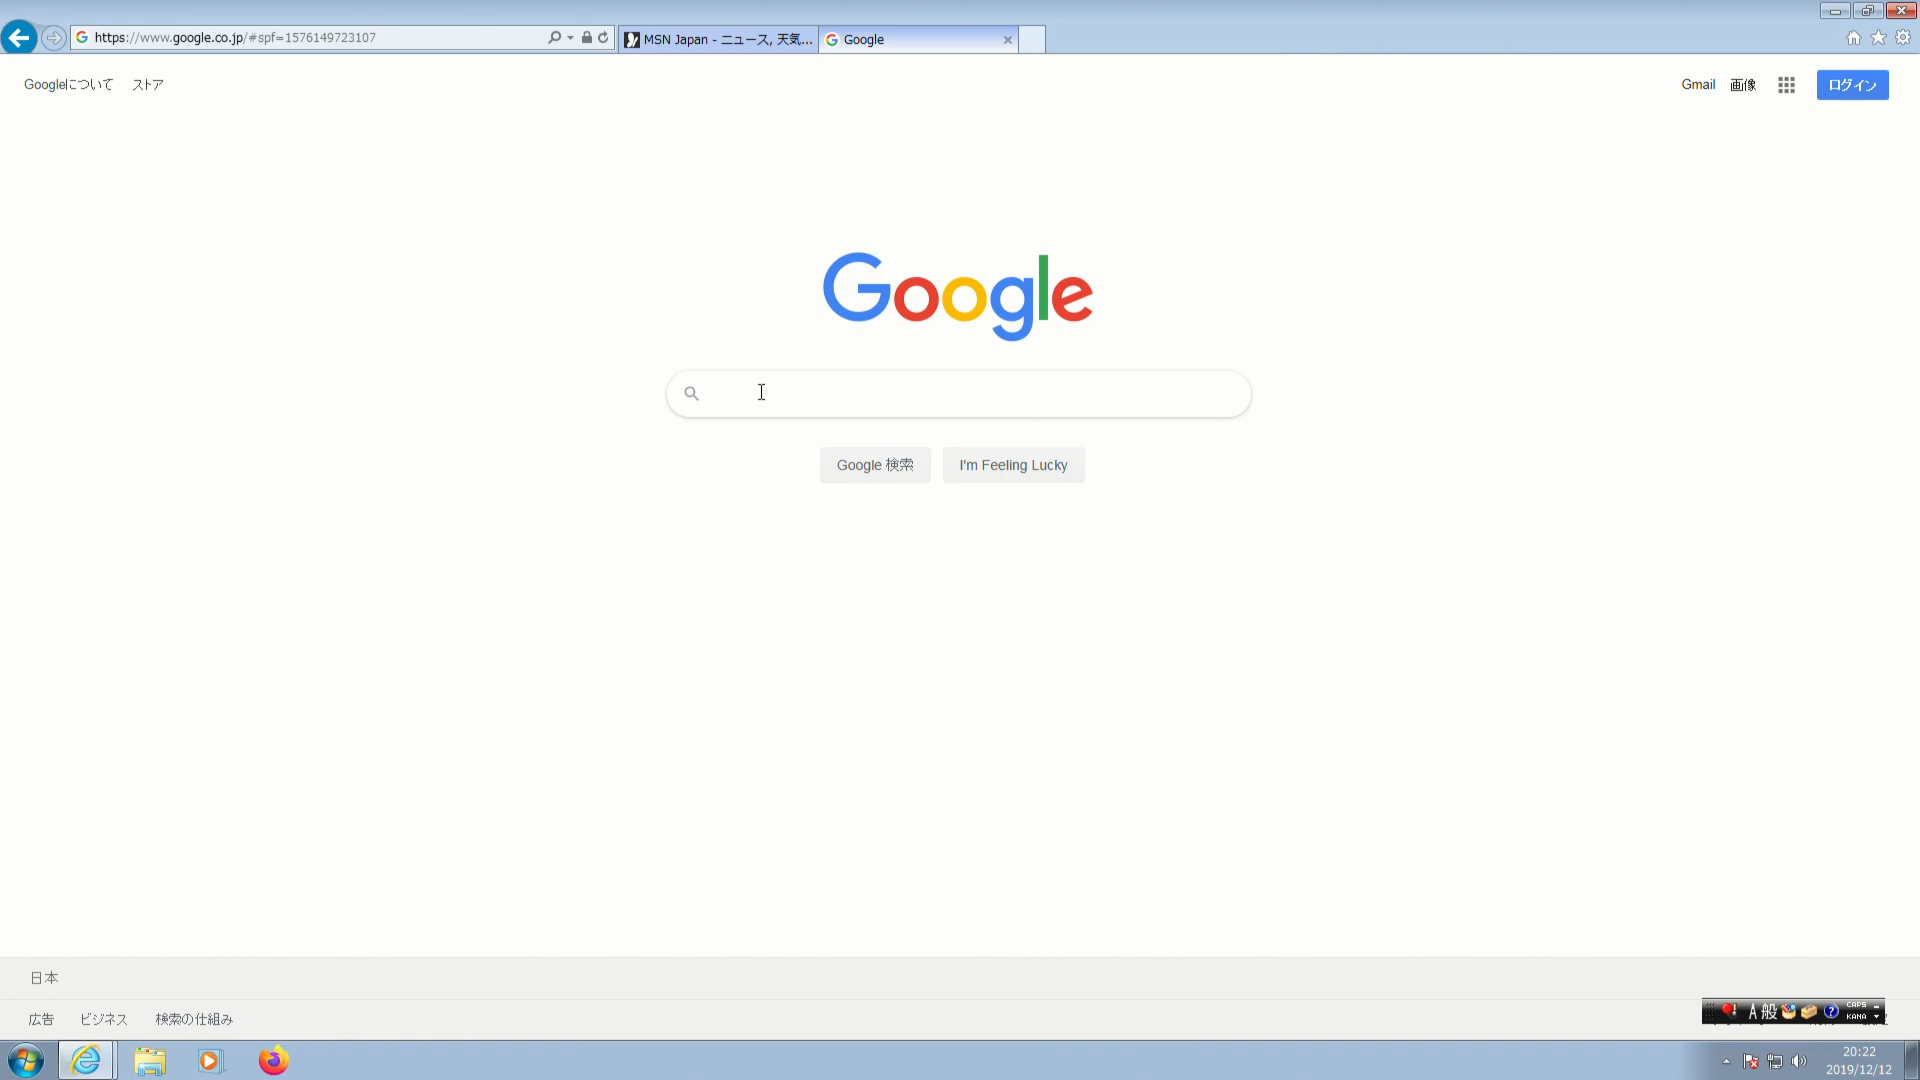 https://www.google.co.jp/#spf=1576149723107
MSN Japan - ニュース, 天気...
Google
Googleについて ストア
Gmail 画像 ログイン
Google
Google 検索 I'm Feeling Lucky
日本
広告 ビジネス 検索の仕組み
A 般 CAPS KANA
20:22
2019/12/12